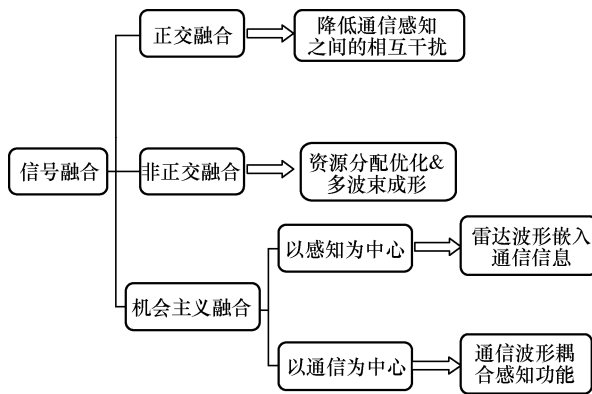 正交融合
降低通信感知
之间的相互干扰
信号融合
非正交融合
资源分配优化&
多波束成形
以感知为中心
雷达波形嵌入
通信信息
机会主义融合
以通信为中心
通信波形耦
合感知功能